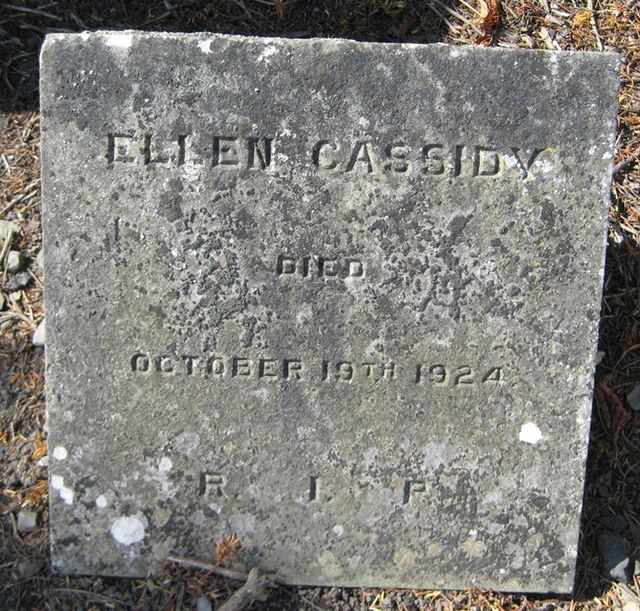 ELLEN CASSIDY
DIED
OCTOBER 19TH 1924
R. I. P